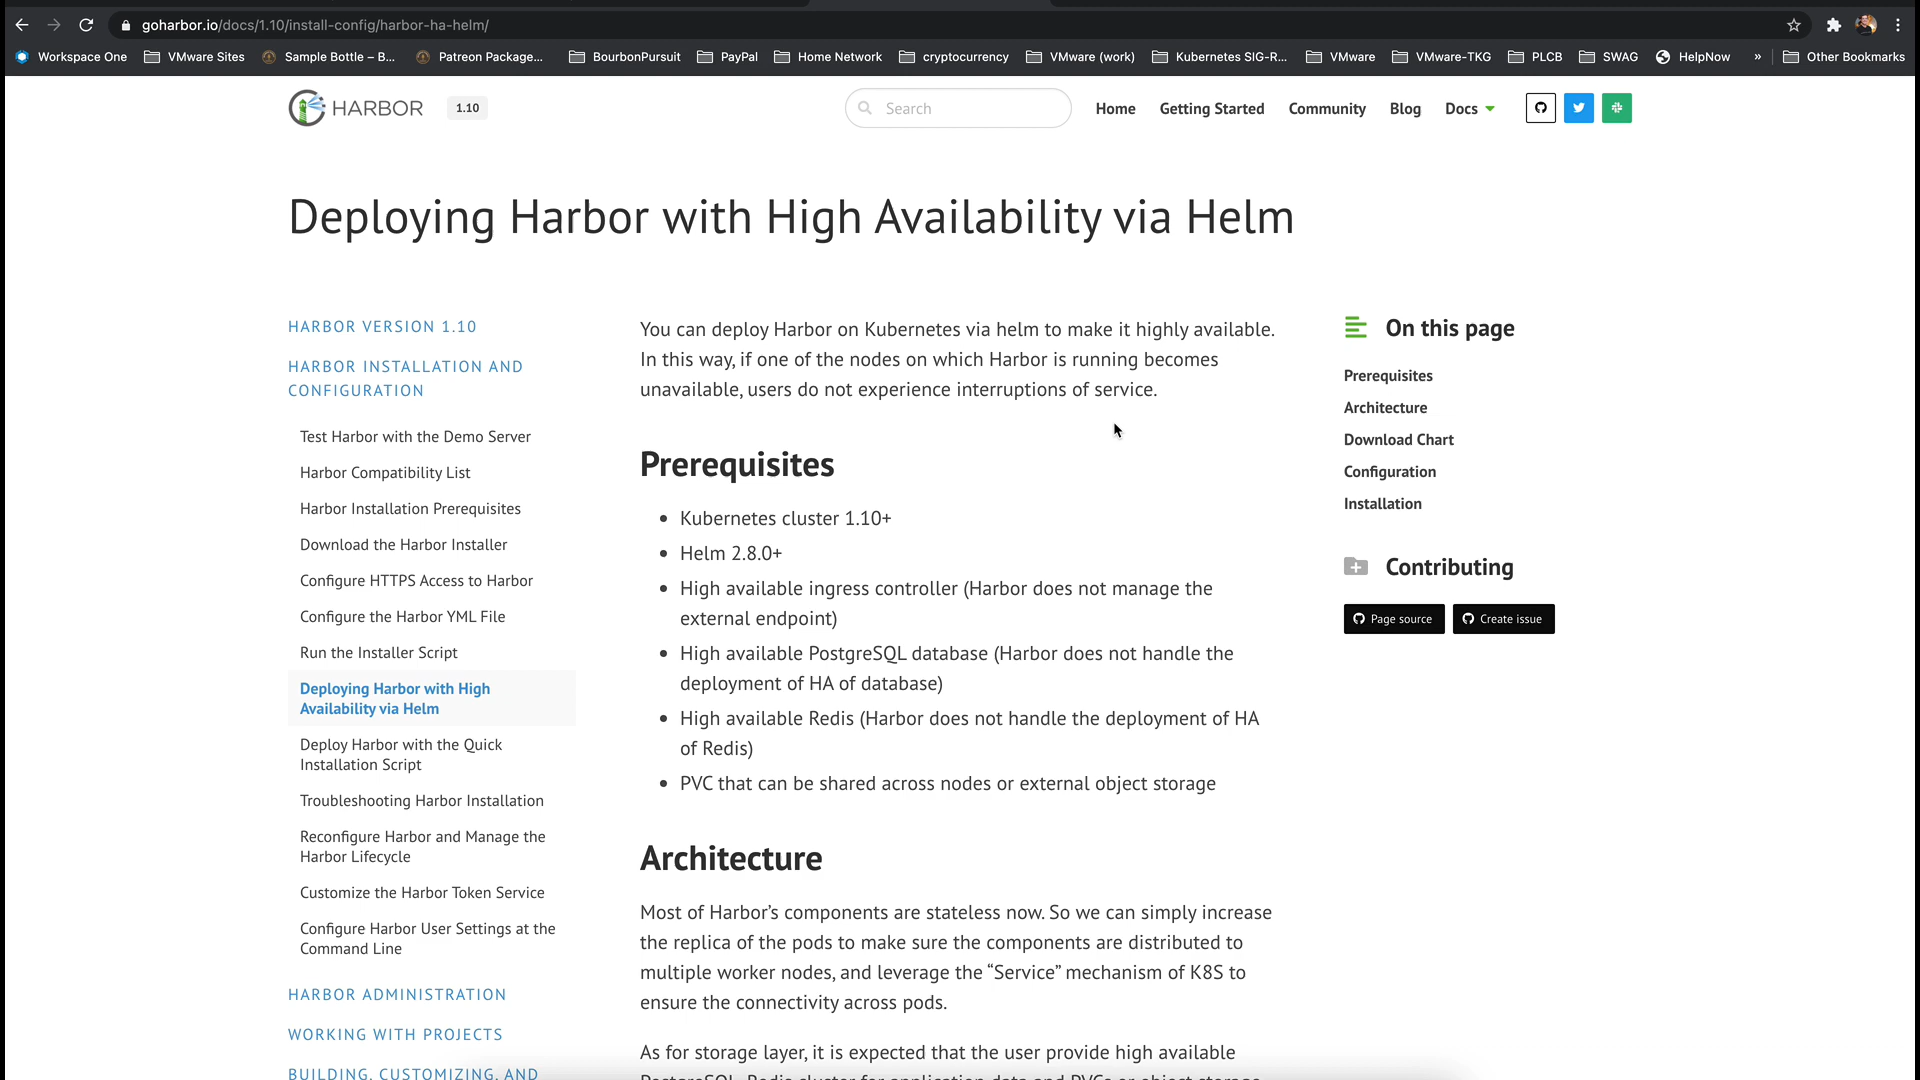 goharbor.io/docs/1.10/install-config/harbor-ha-helm/
Workspace One VMware Sites Sample Bottle – B... Patreon Package... BourbonPursuit PayPal Home Network cryptocurrency VMware (work) Kubernetes SIG-R... VMware VMware-TKG PLCB SWAG HelpNow » Other Bookmarks
HARBOR 1.10 Search Home Getting Started Community Blog Docs
Deploying Harbor with High Availability via Helm
HARBOR VERSION 1.10
HARBOR INSTALLATION AND
CONFIGURATION
Test Harbor with the Demo Server
Harbor Compatibility List
Harbor Installation Prerequisites
Download the Harbor Installer
Configure HTTPS Access to Harbor
Configure the Harbor YML File
Run the Installer Script
Deploying Harbor with High
Availability via Helm
Deploy Harbor with the Quick
Installation Script
Troubleshooting Harbor Installation
Reconfigure Harbor and Manage the
Harbor Lifecycle
Customize the Harbor Token Service
Configure Harbor User Settings at the
Command Line
HARBOR ADMINISTRATION
WORKING WITH PROJECTS
BUILDING, CUSTOMIZING, AND
You can deploy Harbor on Kubernetes via helm to make it highly available.
In this way, if one of the nodes on which Harbor is running becomes
unavailable, users do not experience interruptions of service.
Prerequisites
• Kubernetes cluster 1.10+
• Helm 2.8.0+
• High available ingress controller (Harbor does not manage the
external endpoint)
• High available PostgreSQL database (Harbor does not handle the
deployment of HA of database)
• High available Redis (Harbor does not handle the deployment of HA
of Redis)
• PVC that can be shared across nodes or external object storage
Architecture
Most of Harbor’s components are stateless now. So we can simply increase
the replica of the pods to make sure the components are distributed to
multiple worker nodes, and leverage the “Service” mechanism of K8S to
ensure the connectivity across pods.
As for storage layer, it is expected that the user provide high available
PostgreSQL, Redis cluster for application data and PVCs or object storage
On this page
Prerequisites
Architecture
Download Chart
Configuration
Installation
Contributing
Page source Create issue